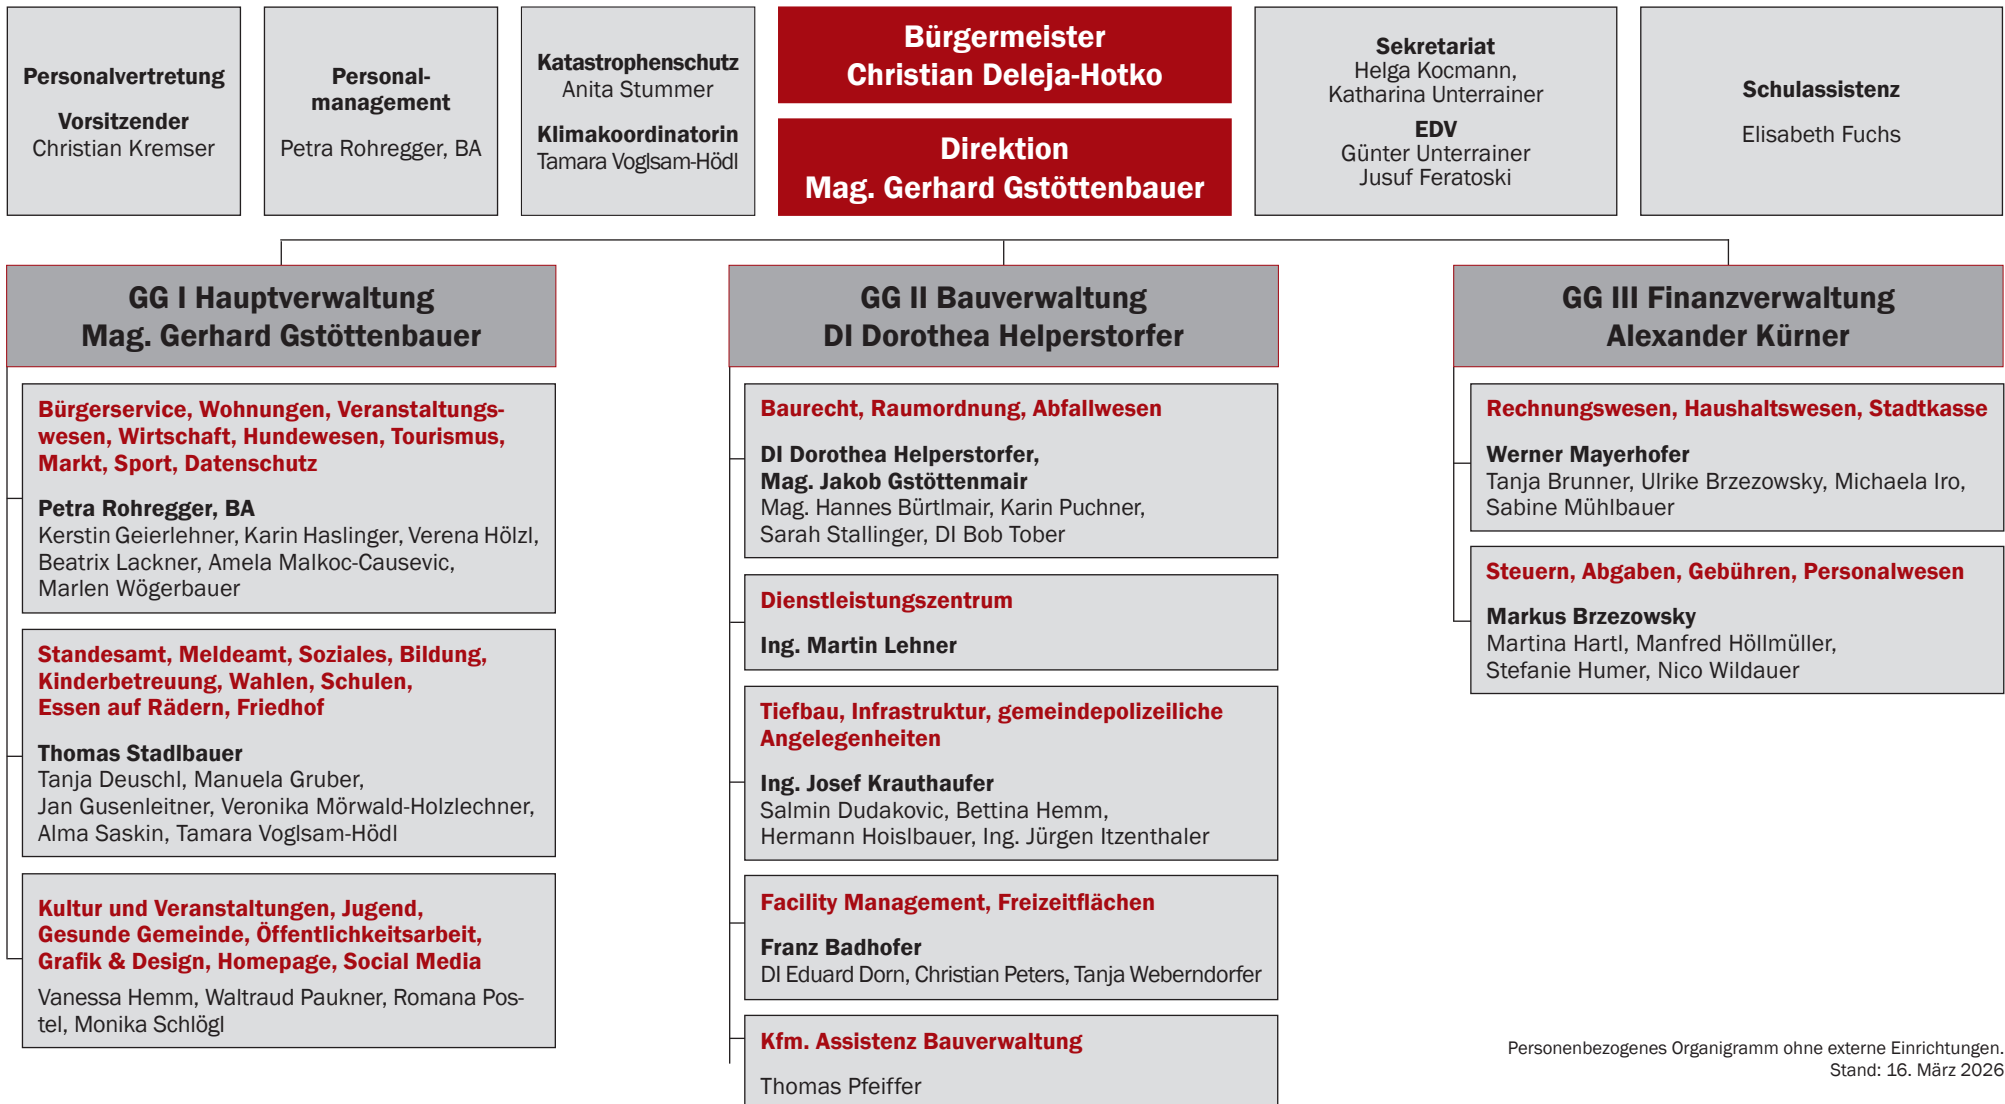 Personalvertretung
Vorsitzender
Christian Kremser
Personal-
management
Petra Rohregger, BA
Katastrophenschutz
Anita Stummer
Klimakoordinatorin
Tamara Voglsam-Hödl
Bürgermeister
Christian Deleja-Hotko
Direktion
Mag. Gerhard Gstöttenbauer
Sekretariat
Helga Kocmann,
Katharina Unterrainer
EDV
Günter Unterrainer
Jusuf Feratoski
Schulassistenz
Elisabeth Fuchs
GG I Hauptverwaltung
Mag. Gerhard Gstöttenbauer
Bürgerservice, Wohnungen, Veranstaltungs-
wesen, Wirtschaft, Hundewesen, Tourismus,
Markt, Sport, Datenschutz
Petra Rohregger, BA
Kerstin Geierlehner, Karin Haslinger, Verena Hölzl,
Beatrix Lackner, Amela Malkoc-Causevic,
Marlen Wögerbauer
Standesamt, Meldeamt, Soziales, Bildung,
Kinderbetreuung, Wahlen, Schulen,
Essen auf Rädern, Friedhof
Thomas Stadlbauer
Tanja Deuschl, Manuela Gruber,
Jan Gusenleitner, Veronika Mörwald-Holzlechner,
Alma Saskin, Tamara Voglsam-Hödl
Kultur und Veranstaltungen, Jugend,
Gesunde Gemeinde, Öffentlichkeitsarbeit,
Grafik & Design, Homepage, Social Media
Vanessa Hemm, Waltraud Paukner, Romana Pos-
tel, Monika Schlögl
GG II Bauverwaltung
DI Dorothea Helperstorfer
Baurecht, Raumordnung, Abfallwesen
DI Dorothea Helperstorfer,
Mag. Jakob Gstöttenmair
Mag. Hannes Bürtlmair, Karin Puchner,
Sarah Stallinger, DI Bob Tober
Dienstleistungszentrum
Ing. Martin Lehner
Tiefbau, Infrastruktur, gemeindepolizeiliche
Angelegenheiten
Ing. Josef Krauthaufer
Salmin Dudakovic, Bettina Hemm,
Hermann Hoislbauer, Ing. Jürgen Itzenthaler
Facility Management, Freizeitflächen
Franz Badhofer
DI Eduard Dorn, Christian Peters, Tanja Weberndorfer
Kfm. Assistenz Bauverwaltung
Thomas Pfeiffer
GG III Finanzverwaltung
Alexander Kürner
Rechnungswesen, Haushaltswesen, Stadtkasse
Werner Mayerhofer
Tanja Brunner, Ulrike Brzezowsky, Michaela Iro,
Sabine Mühlbauer
Steuern, Abgaben, Gebühren, Personalwesen
Markus Brzezowsky
Martina Hartl, Manfred Höllmüller,
Stefanie Humer, Nico Wildauer
Personenbezogenes Organigramm ohne externe Einrichtungen.
Stand: 16. März 2026